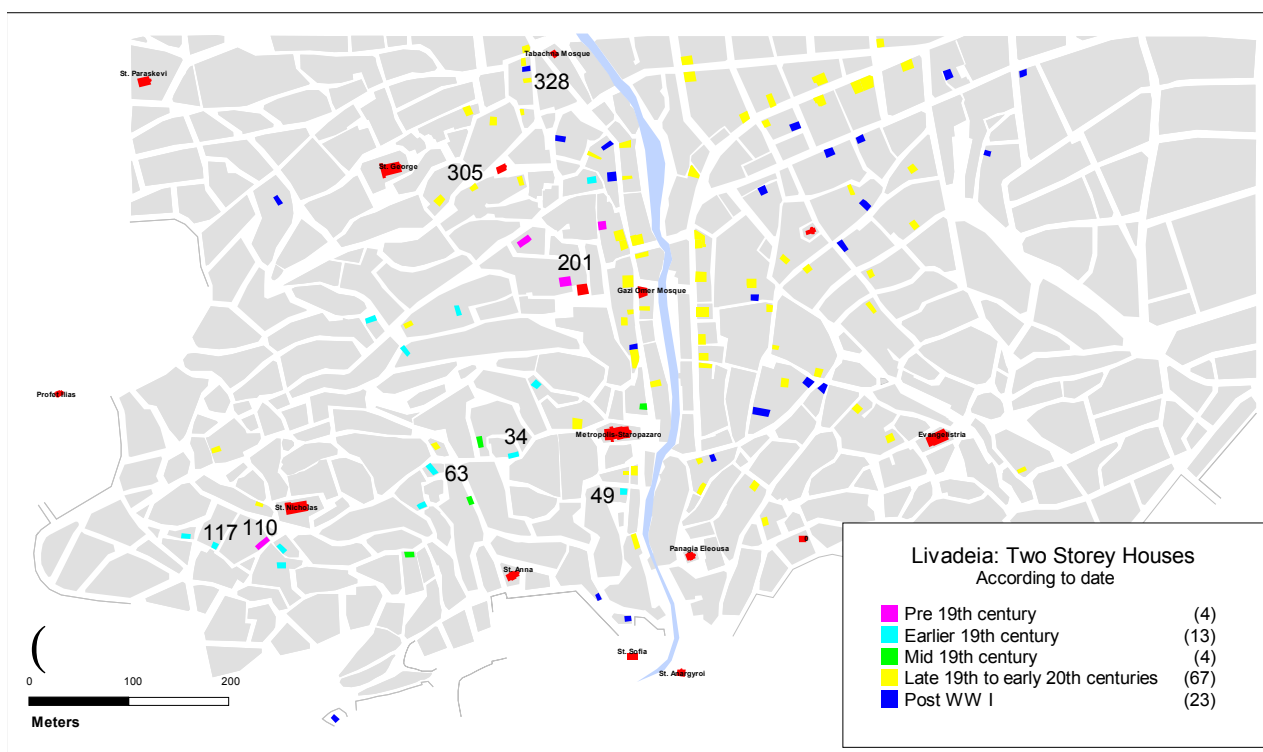 Tabachna Mosque
St. Paraskevi
328
St. George
305
201
Gazi Omer Mosque
Profet Ilias
34
Metropolis-Staropazaro
Evangelistria
63
49
St. Nicholas
117
110
Panagia Eleousa
St. Anna
St. Sofia
St. Anargyroi
(
0 100 200
Meters
Livadeia: Two Storey Houses
According to date
Pre 19th century (4)
Earlier 19th century (13)
Mid 19th century (4)
Late 19th to early 20th centuries (67)
Post WW I (23)